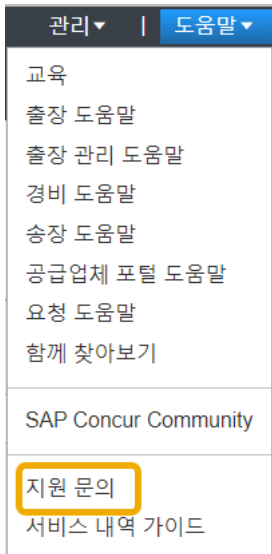 관리▼ | 도움말▼
교육
출장 도움말
출장 관리 도움말
경비 도움말
송장 도움말
공급업체 포털 도움말
요청 도움말
함께 찾아보기
SAP Concur Community
지원 문의
서비스 내역 가이드